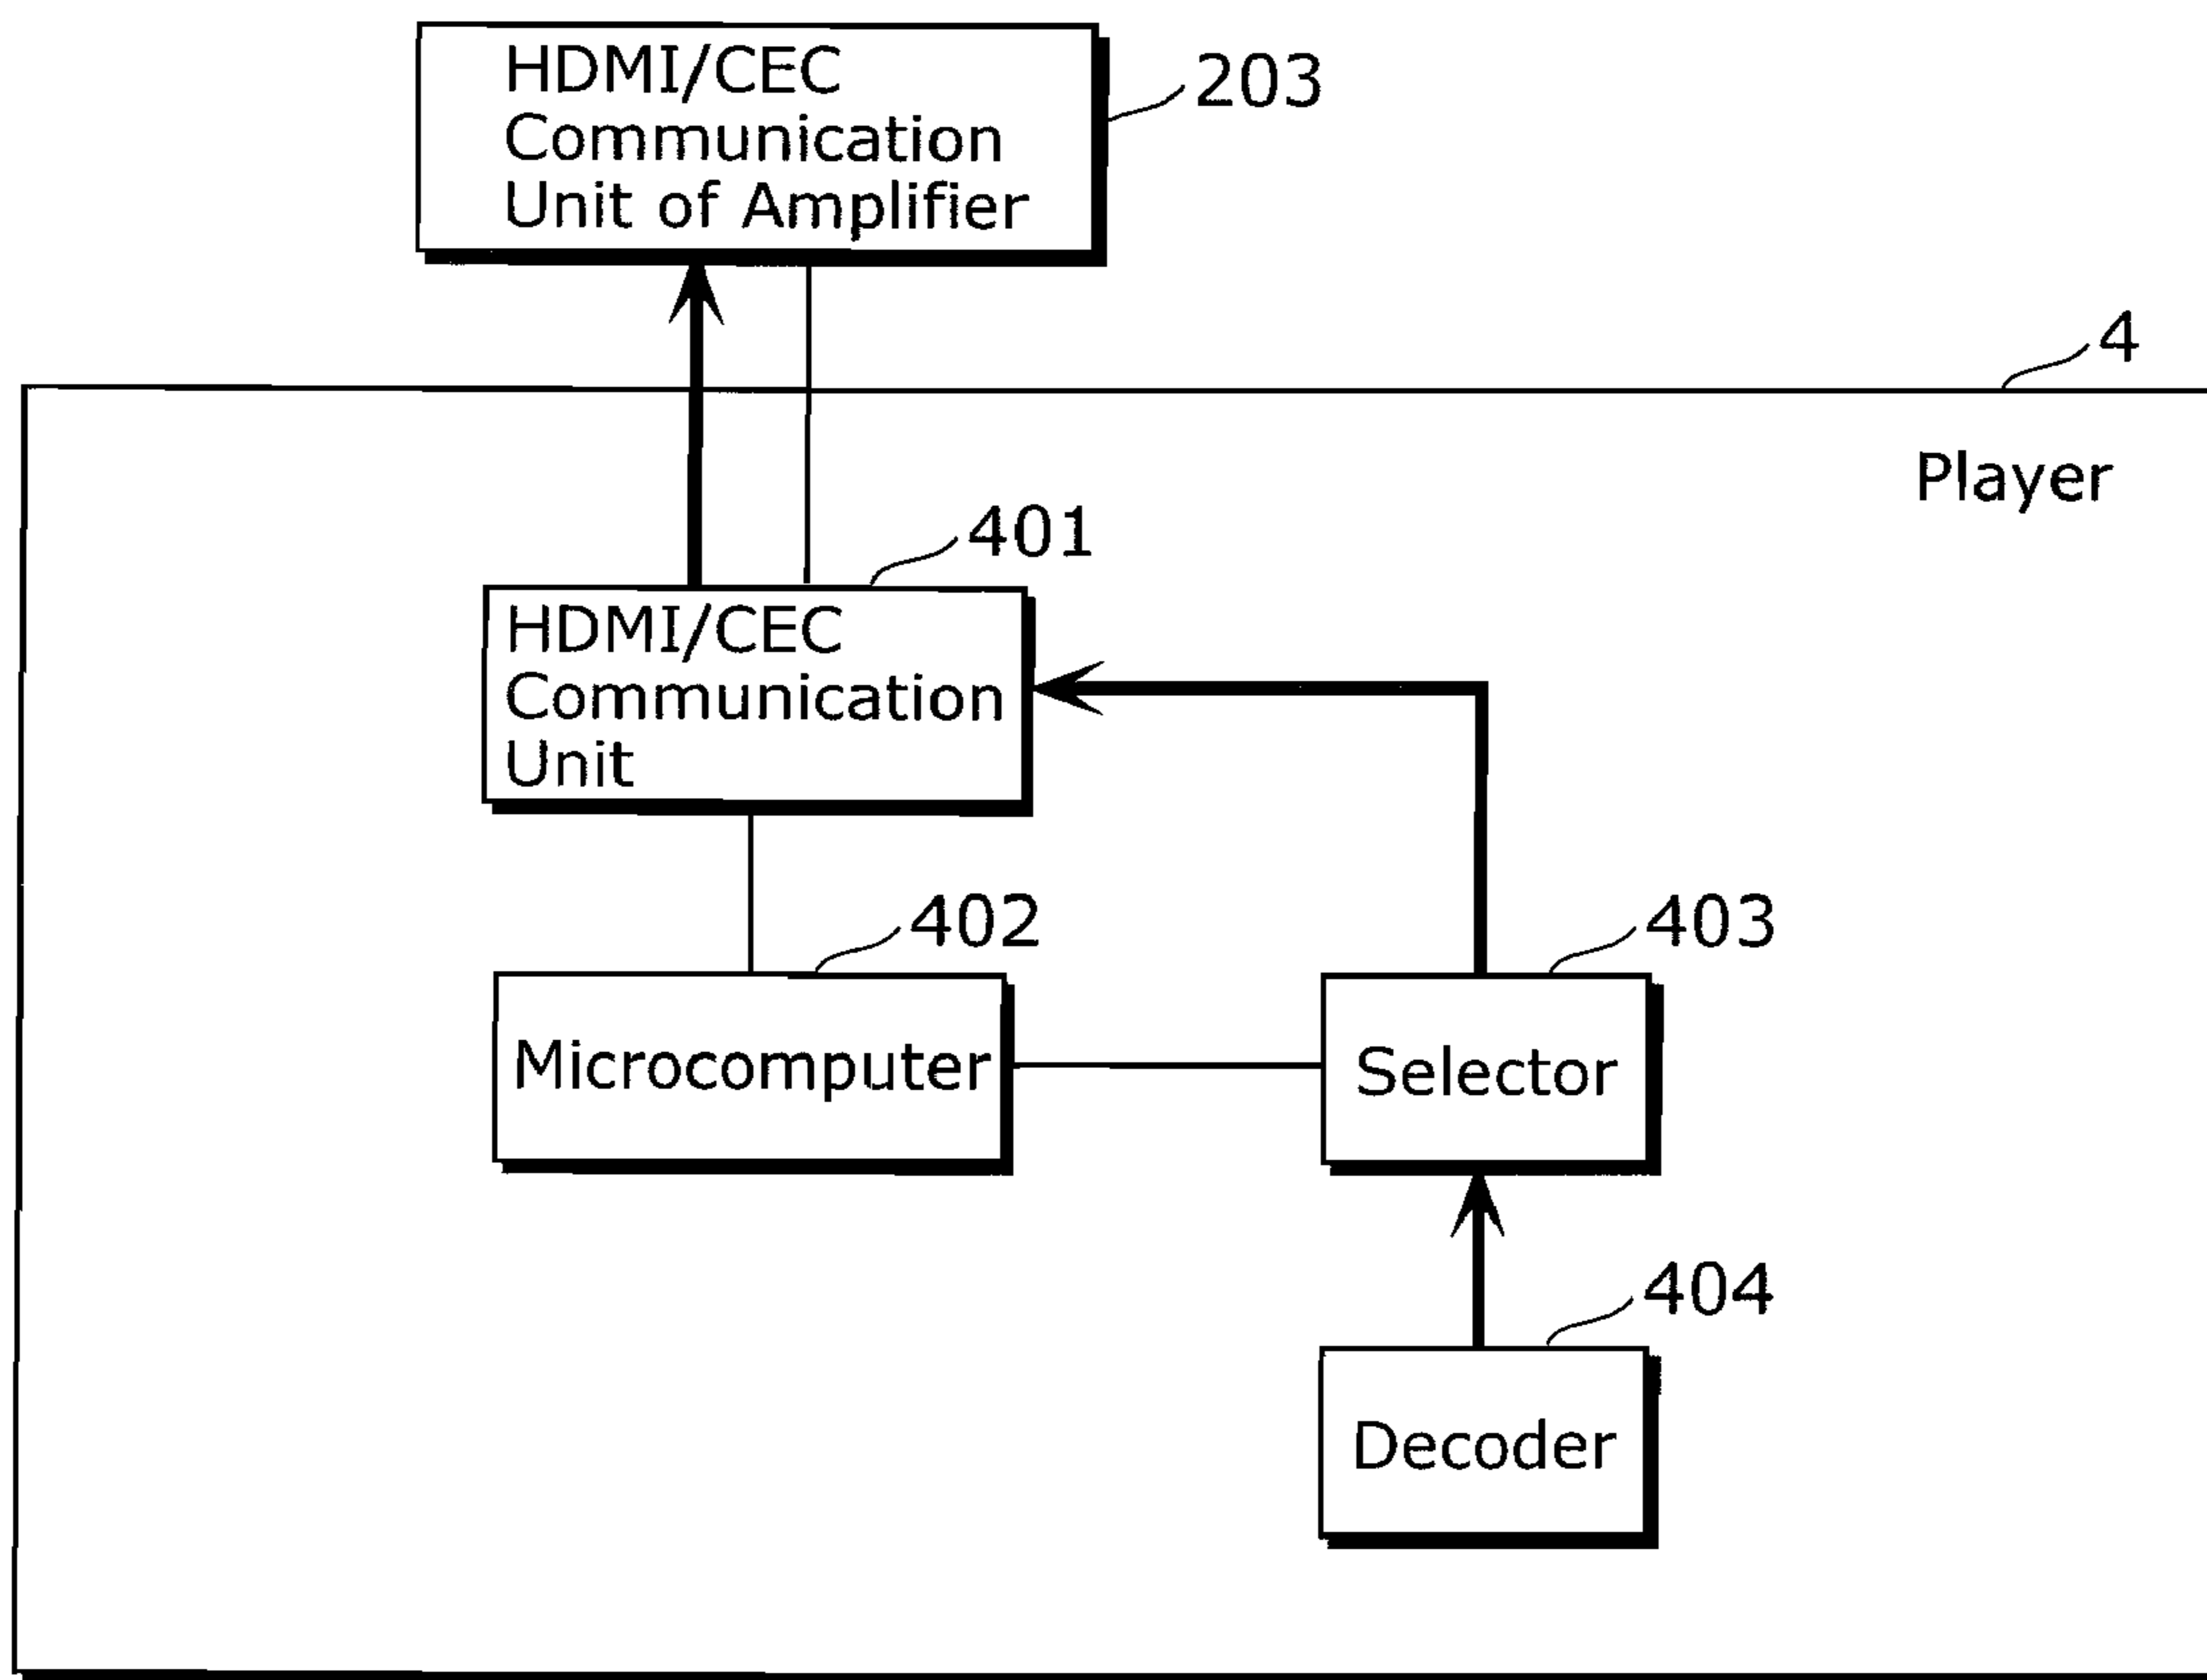 HDMI/CEC
Communication
Unit of Amplifier
203
4
Player
401
HDMI/CEC
Communication
Unit
402
403
Microcomputer
Selector
404
Decoder